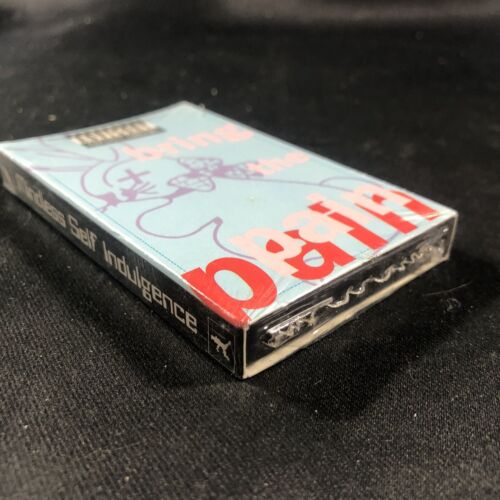 bring
the
pain
Mindless Self Indulgence